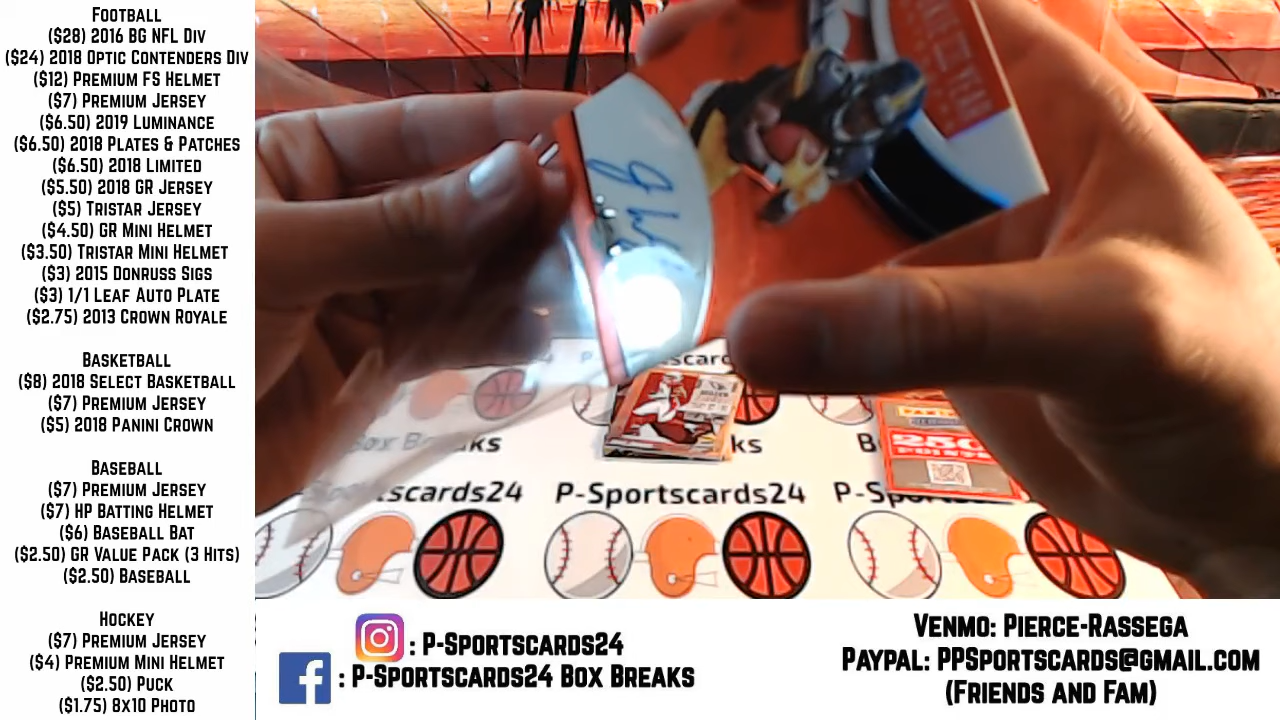 FOOTBALL
($28) 2016 BG NFL DIV
($24) 2018 OPTIC CONTENDERS DIV
($12) PREMIUM FS HELMET
($7) PREMIUM JERSEY
($6.50) 2019 LUMINANCE
($6.50) 2018 PLATES & PATCHES
($6.50) 2018 LIMITED
($5.50) 2018 GR JERSEY
($5) TRISTAR JERSEY
($4.50) GR MINI HELMET
($3.50) TRISTAR MINI HELMET
($3) 2015 DONRUSS SIGS
($3) 1/1 LEAF AUTO PLATE
($2.75) 2013 CROWN ROYALE
BASKETBALL
($8) 2018 SELECT BASKETBALL
($7) PREMIUM JERSEY
($5) 2018 PANINI CROWN
BASEBALL
($7) PREMIUM JERSEY
($7) HP BATTING HELMET
($6) BASEBALL BAT
($2.50) GR VALUE PACK (3 HITS)
($2.50) BASEBALL
HOCKEY
($7) PREMIUM JERSEY
($4) PREMIUM MINI HELMET
($2.50) PUCK
($1.75) 8X10 PHOTO
YEAR
250
POINTS
Box Breaks
P-Sportscards24
: P-SPORTSCARDS24
: P-SPORTSCARDS24 BOX BREAKS
VENMO: PIERCE-RASSEGA
PAYPAL: PPSPORTSCARDS@GMAIL.COM
(FRIENDS AND FAM)